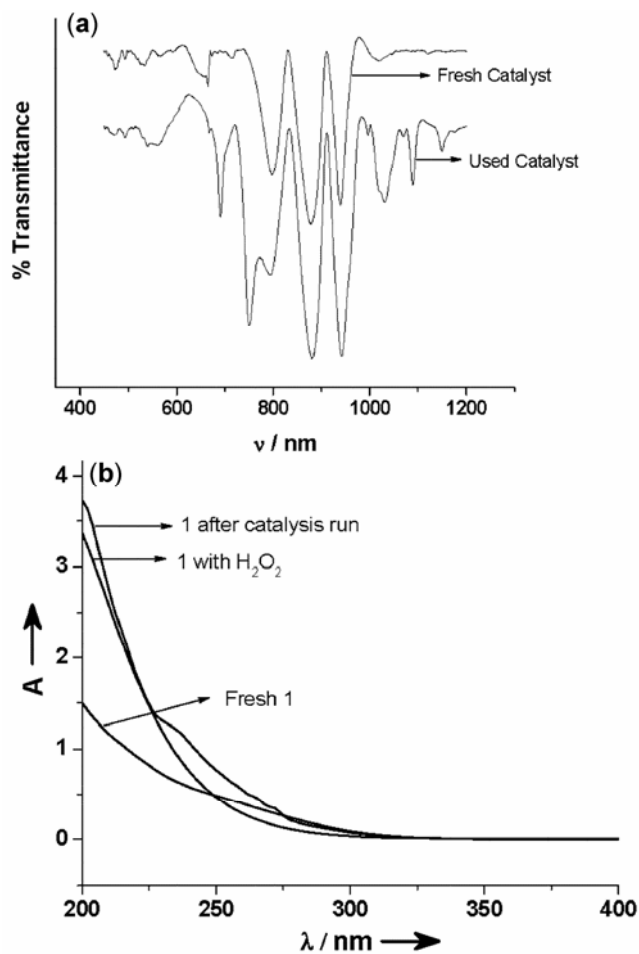 (a)
Fresh Catalyst
Used Catalyst
% Transmittance
400 600 800 1000 1200
ν / nm
(b)
4
3
2
1
0
1 after catalysis run
1 with H₂O₂
Fresh 1
A
200 250 300 350 400
λ / nm